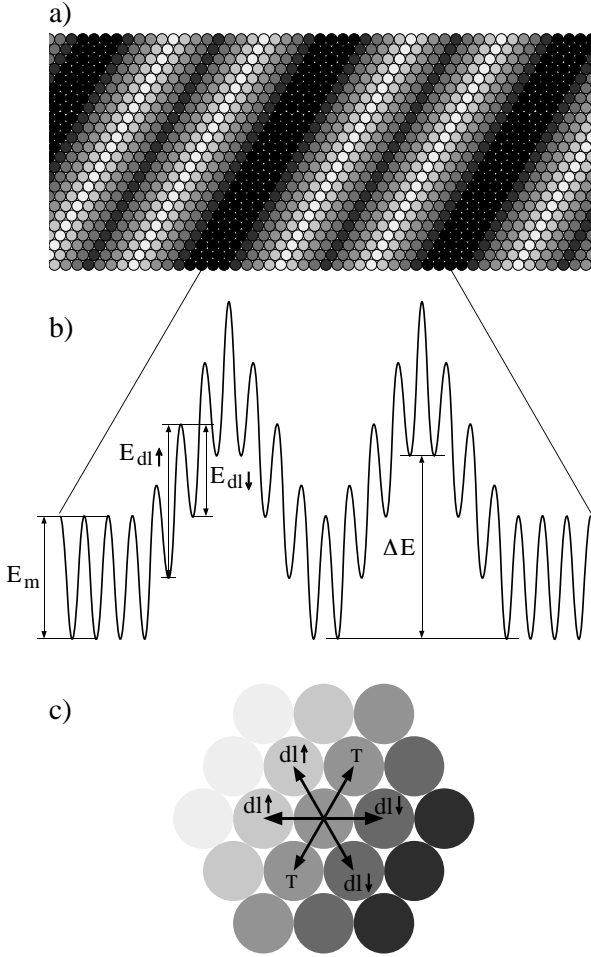 a)
b)
E_dl↑
E_dl↓
E_m
ΔE
c)
dl↑ T
dl↑ dl↓
T dl↓